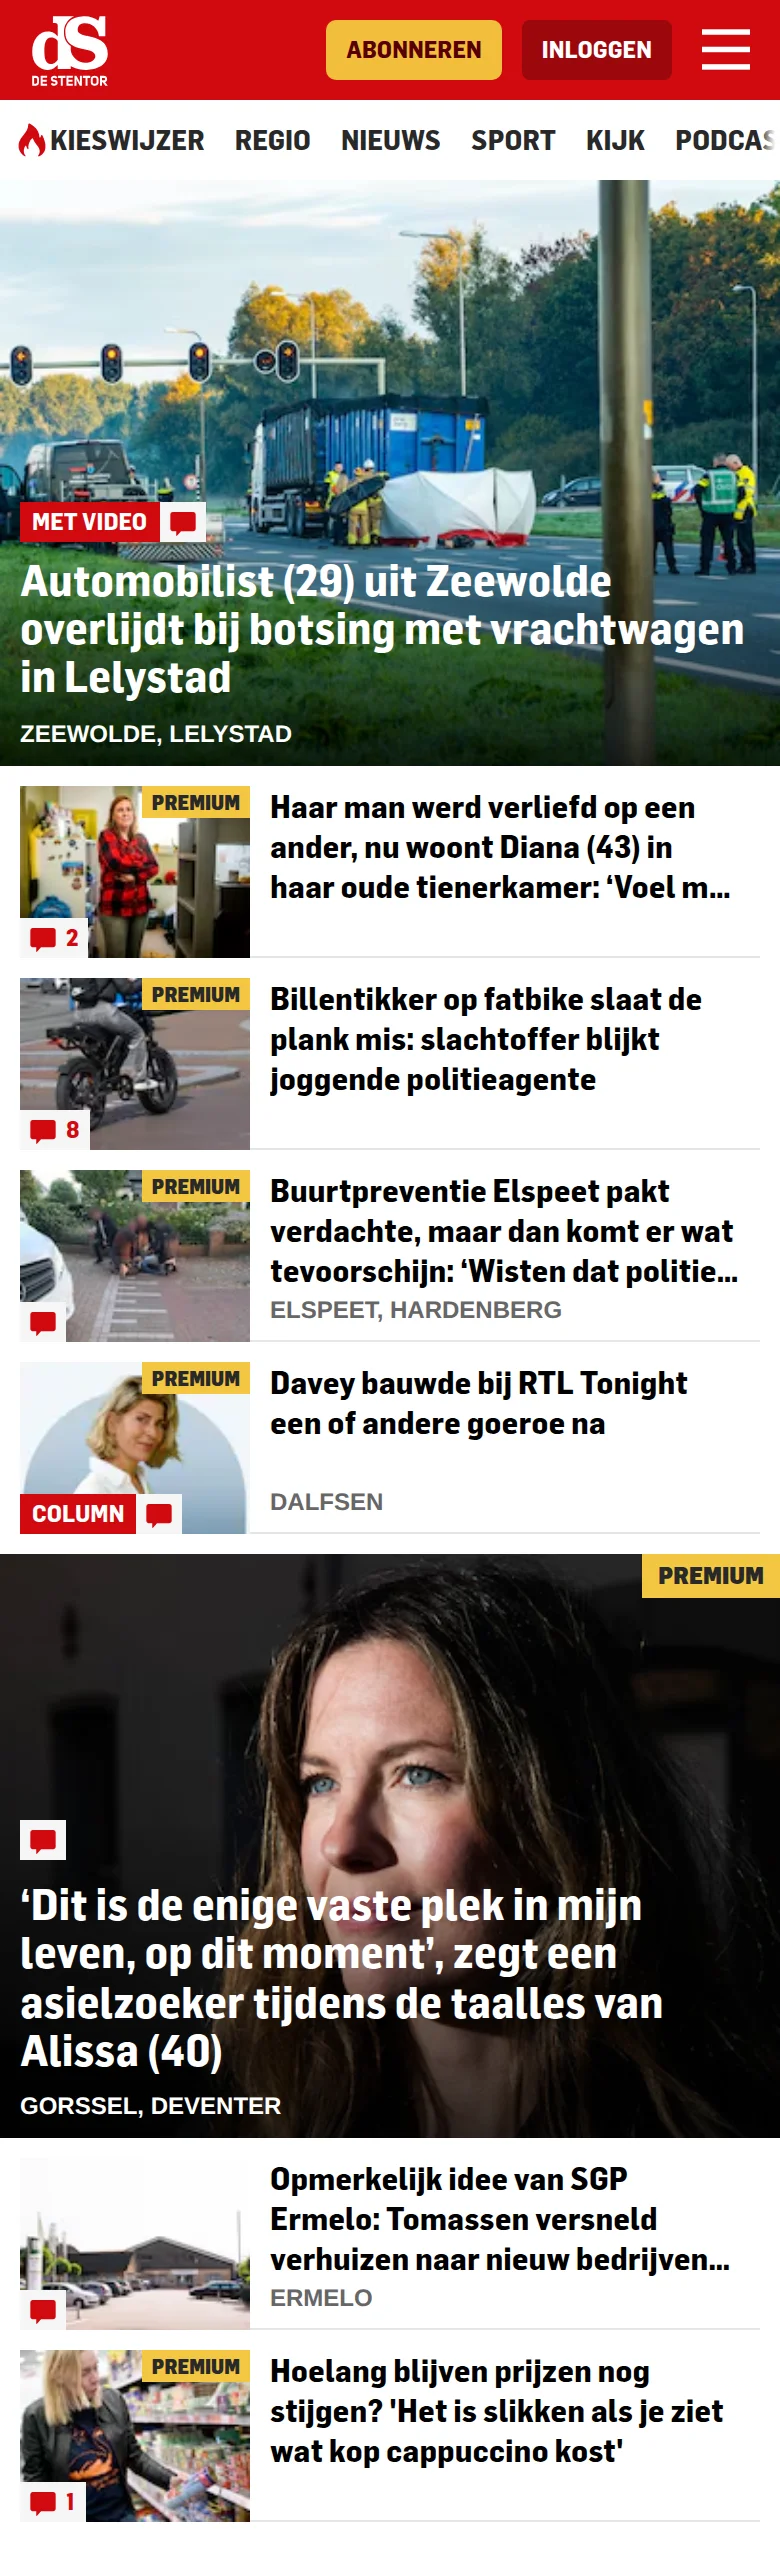 dS
DE STENTOR
ABONNEREN
INLOGGEN
KIESWIJZER REGIO NIEUWS SPORT KIJK PODCAS
MET VIDEO
Automobilist (29) uit Zeewolde
overlijdt bij botsing met vrachtwagen
in Lelystad
ZEEWOLDE, LELYSTAD
PREMIUM
2
Haar man werd verliefd op een
ander, nu woont Diana (43) in
haar oude tienerkamer: ‘Voel m...
PREMIUM
8
Billentikker op fatbike slaat de
plank mis: slachtoffer blijkt
joggende politieagente
PREMIUM
Buurtpreventie Elspeet pakt
verdachte, maar dan komt er wat
tevoorschijn: ‘Wisten dat politie...
ELSPEET, HARDENBERG
PREMIUM
COLUMN
Davey bauwde bij RTL Tonight
een of andere goeroe na
DALFSEN
PREMIUM
‘Dit is de enige vaste plek in mijn
leven, op dit moment’, zegt een
asielzoeker tijdens de taalles van
Alissa (40)
GORSSEL, DEVENTER
Opmerkelijk idee van SGP
Ermelo: Tomassen versneld
verhuizen naar nieuw bedrijven...
ERMELO
PREMIUM
1
Hoelang blijven prijzen nog
stijgen? 'Het is slikken als je ziet
wat kop cappuccino kost'